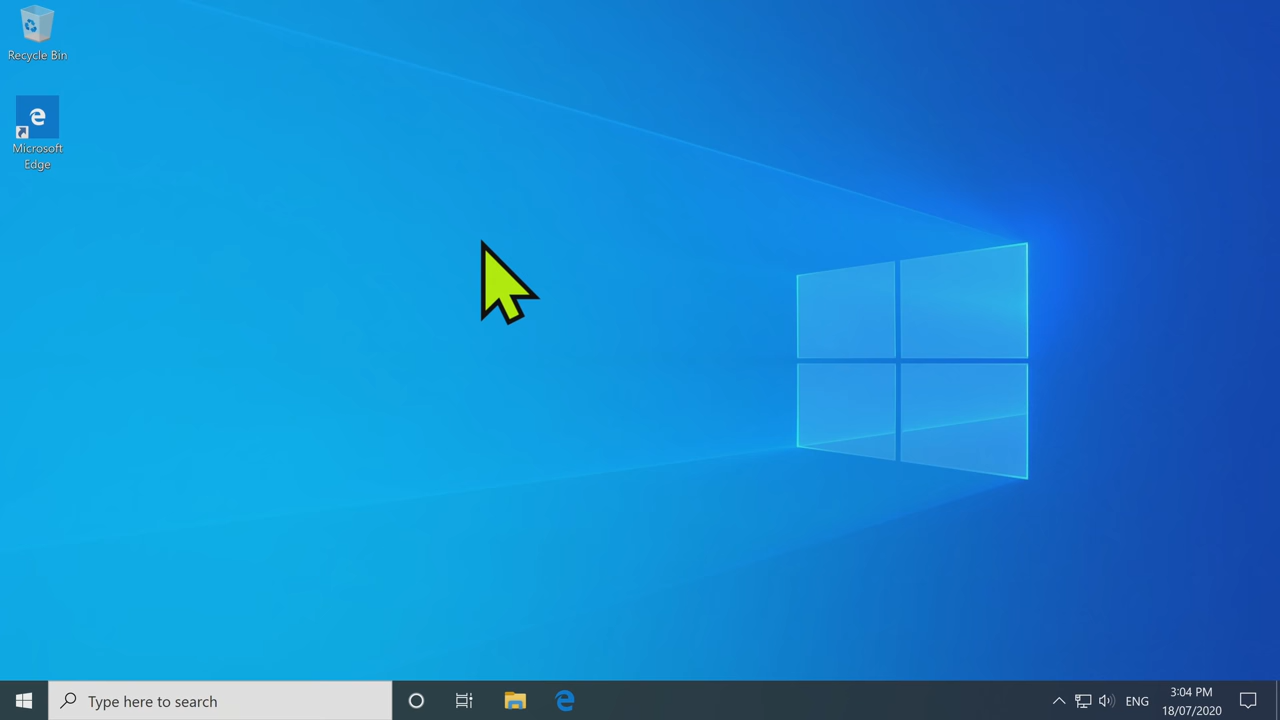 Recycle Bin
Microsoft
Edge
Type here to search
ENG
3:04 PM
18/07/2020